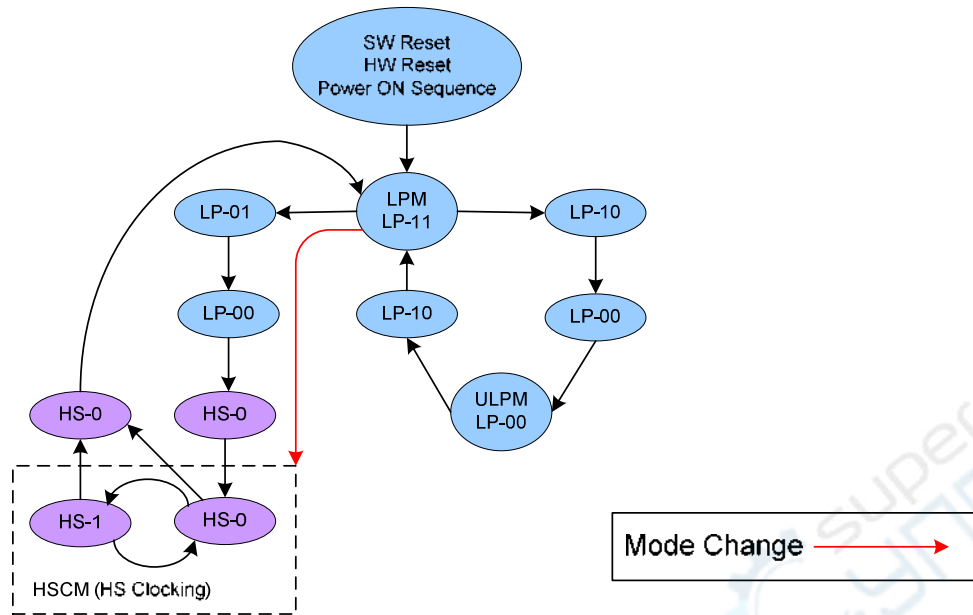 SW Reset
HW Reset
Power ON Sequence
LPM
LP-11
LP-01
LP-10
LP-00
LP-10
LP-00
ULPM
LP-00
HS-0
HS-0
HS-1
HS-0
HSCM (HS Clocking)
Mode Change
super